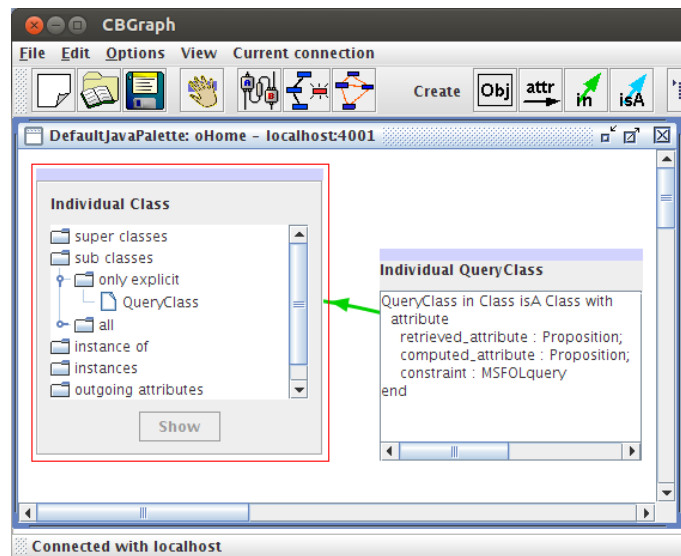 CBGraph
File Edit Options View Current connection
Create Obj attr in isA
DefaultJavaPalette: oHome - localhost:4001
Individual Class
super classes
sub classes
only explicit
QueryClass
all
instance of
instances
outgoing attributes
Show
Individual QueryClass
QueryClass in Class isA Class with
attribute
retrieved_attribute : Proposition;
computed_attribute : Proposition;
constraint : MSFOLquery
end
Connected with localhost